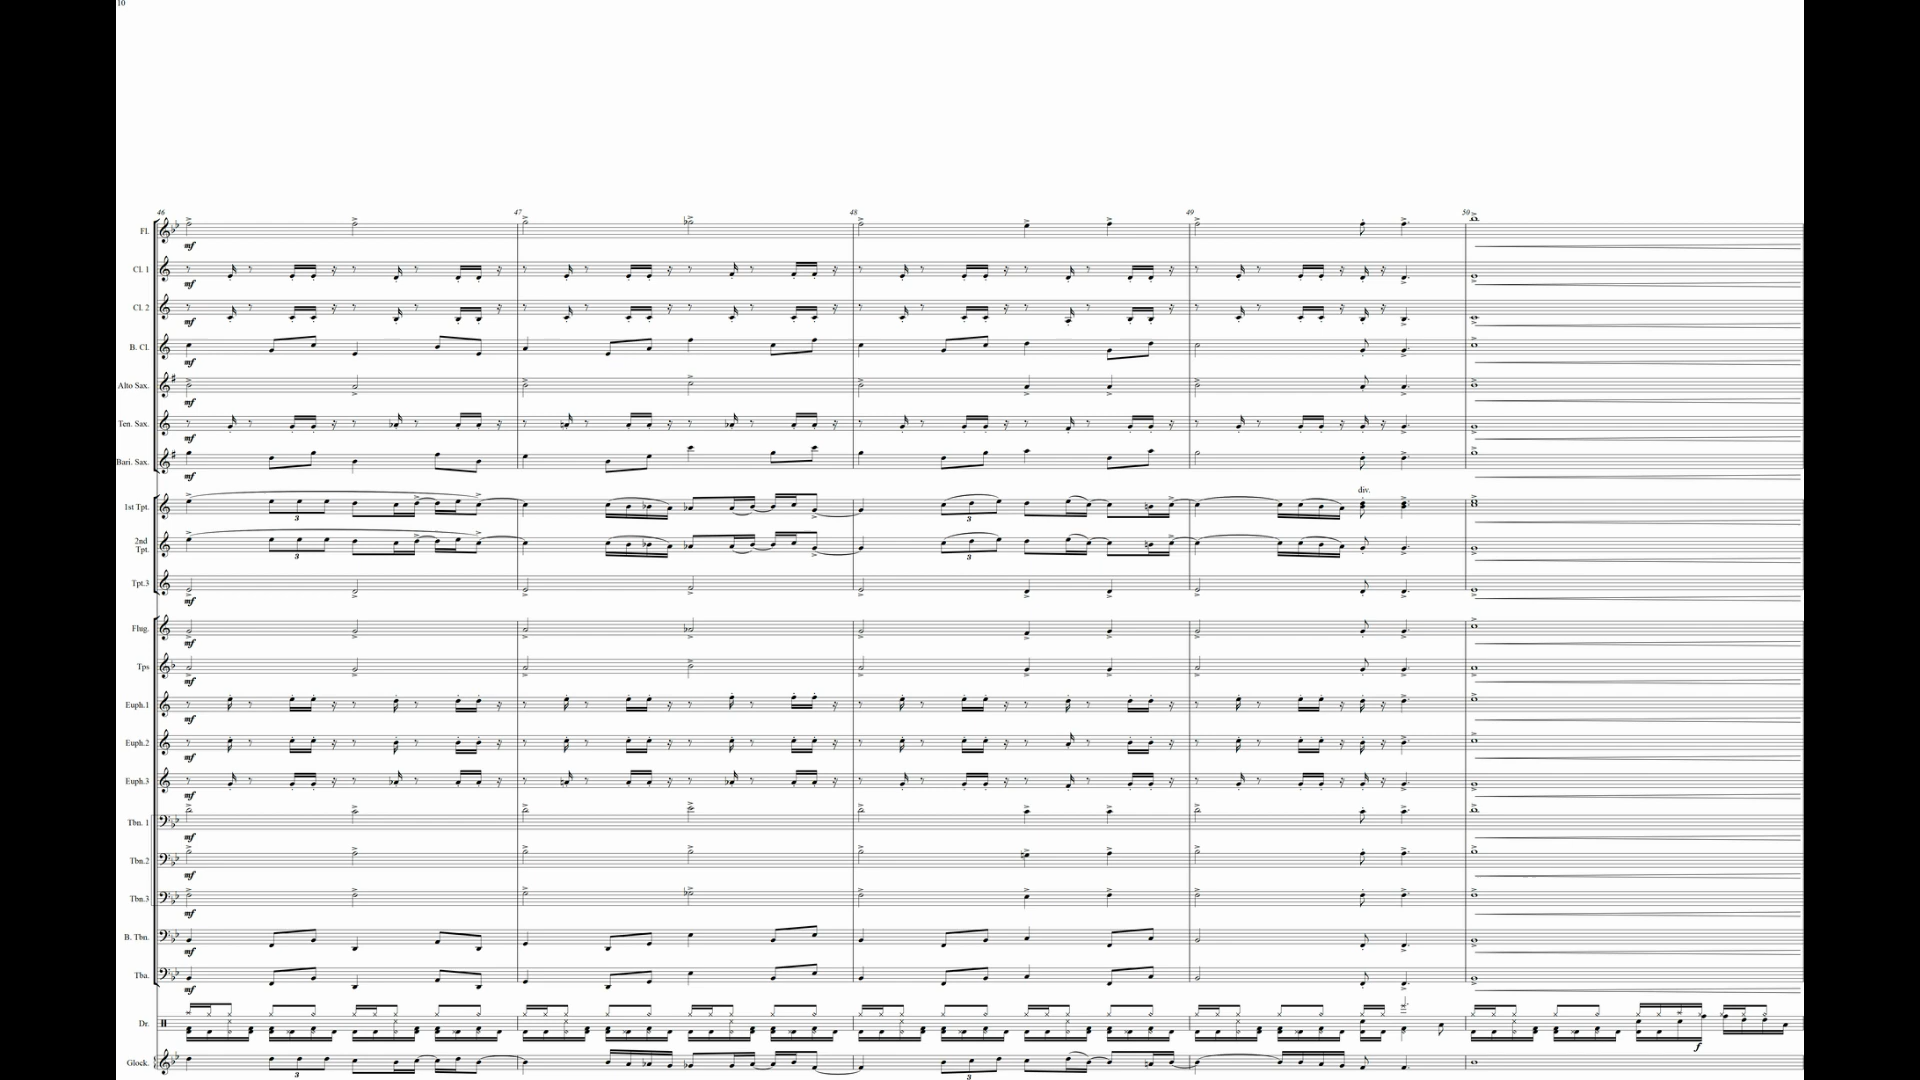 10
46 47 48 49 50
Fl.
mf
Cl. 1
mf
Cl. 2
mf
B. Cl.
mf
Alto Sax.
mf
Ten. Sax.
mf
Bari. Sax.
mf
div.
1st Tpt.
3 3
2nd
Tpt.
3 3
Tpt.3
mf
Flug.
mf
Tps
mf
Euph.1
mf
Euph.2
mf
Euph.3
mf
Tbn. 1
mf
Tbn.2
mf
Tbn.3
mf
B. Tbn.
mf
Tba.
mf
Dr.
f
Glock.
3 3